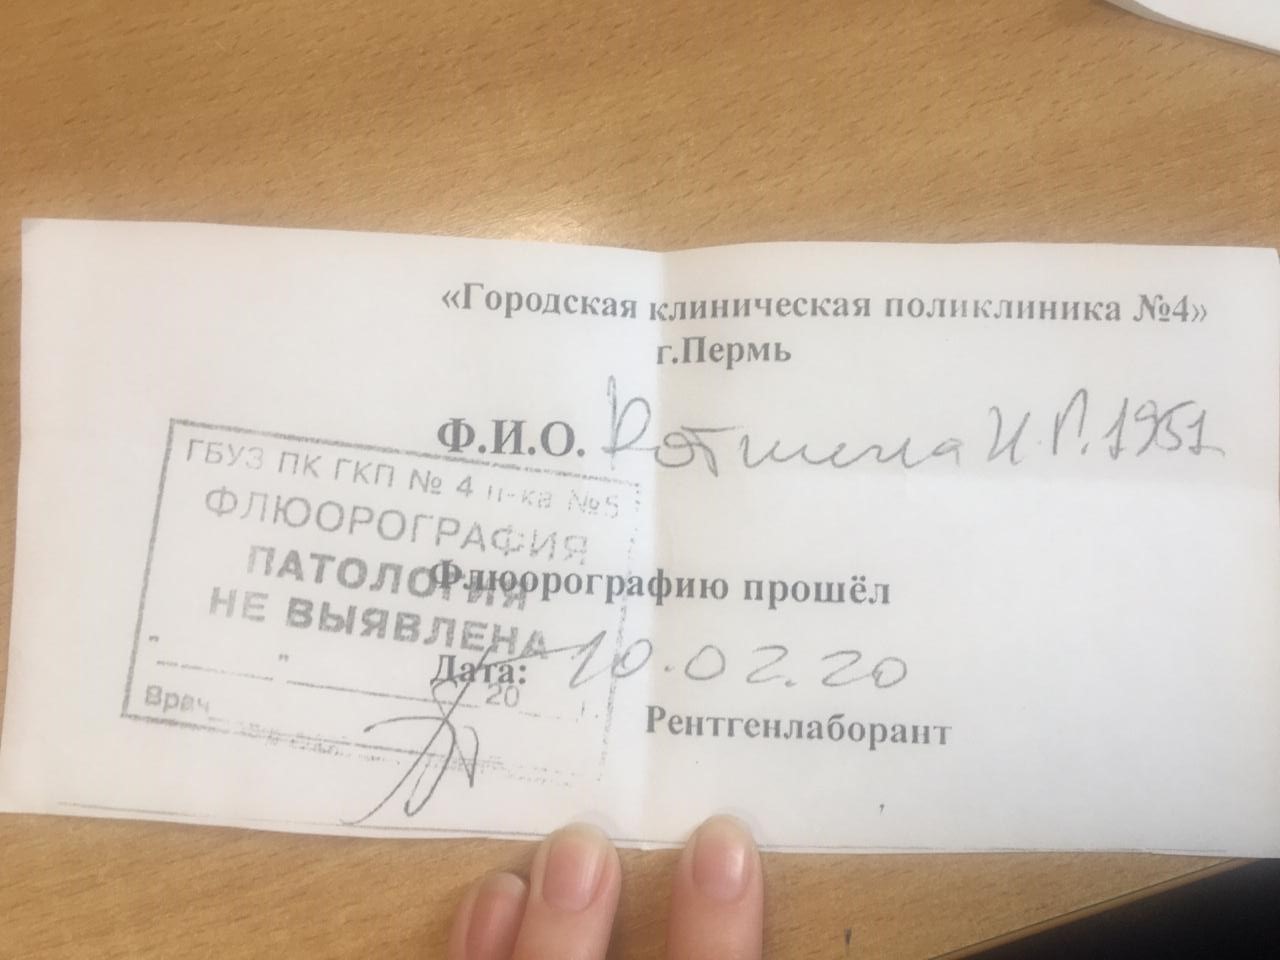 «Городская клиническая поликлиника №4»
г.Пермь
Ф.И.О. И.Г. 1951
ГБУЗ ПК ГКП № 4 п-ка №5
ФЛЮОРОГРАФИЯ
ПАТОЛОГИЯ
НЕ ВЫЯВЛЕНА
" " 20 г.
Врач
Флюорографию прошёл
Дата: 10.02.20
Рентгенлаборант